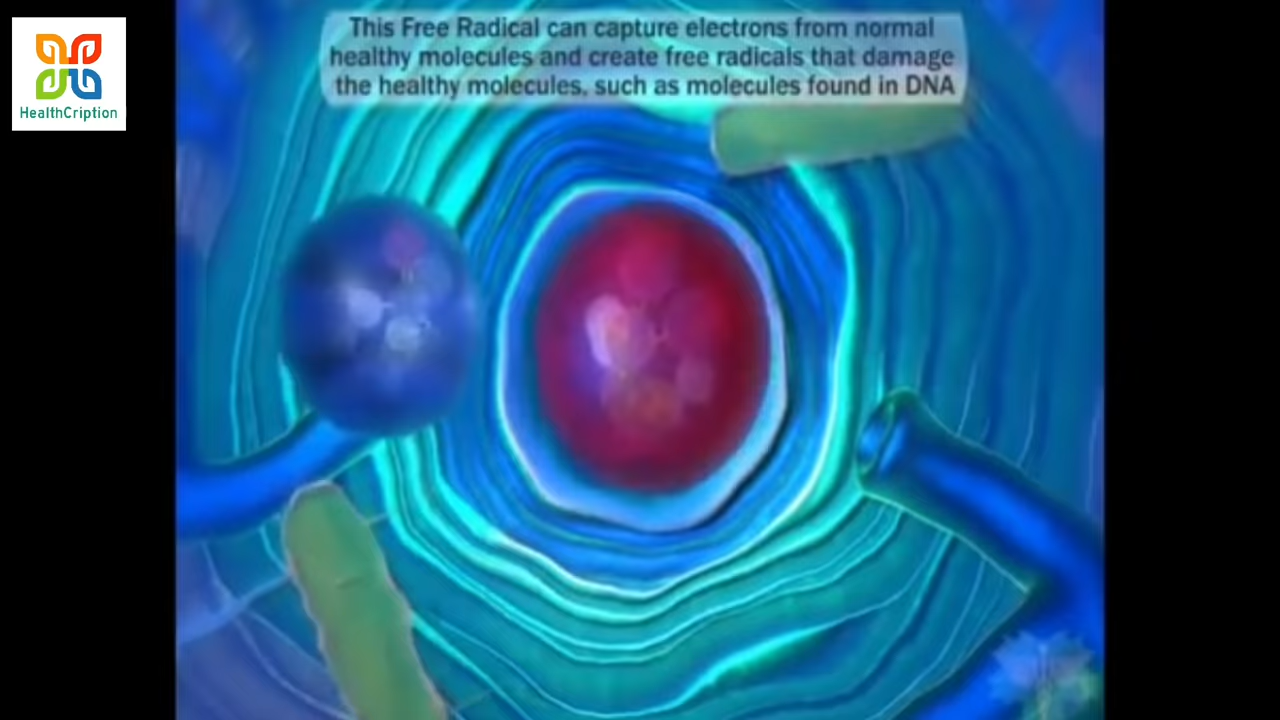 This Free Radical can capture electrons from normal
healthy molecules and create free radicals that damage
the healthy molecules, such as molecules found in DNA
HealthCription